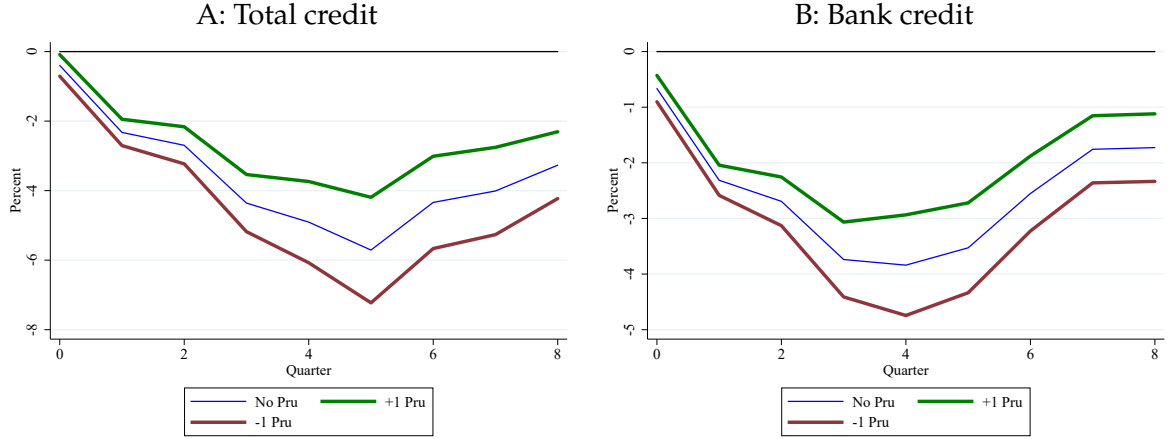 A: Total credit
0
-2
-4
-6
-8
Percent
0 2 4 6 8
Quarter
No Pru +1 Pru
-1 Pru
B: Bank credit
0
-1
-2
-3
-4
-5
Percent
0 2 4 6 8
Quarter
No Pru +1 Pru
-1 Pru